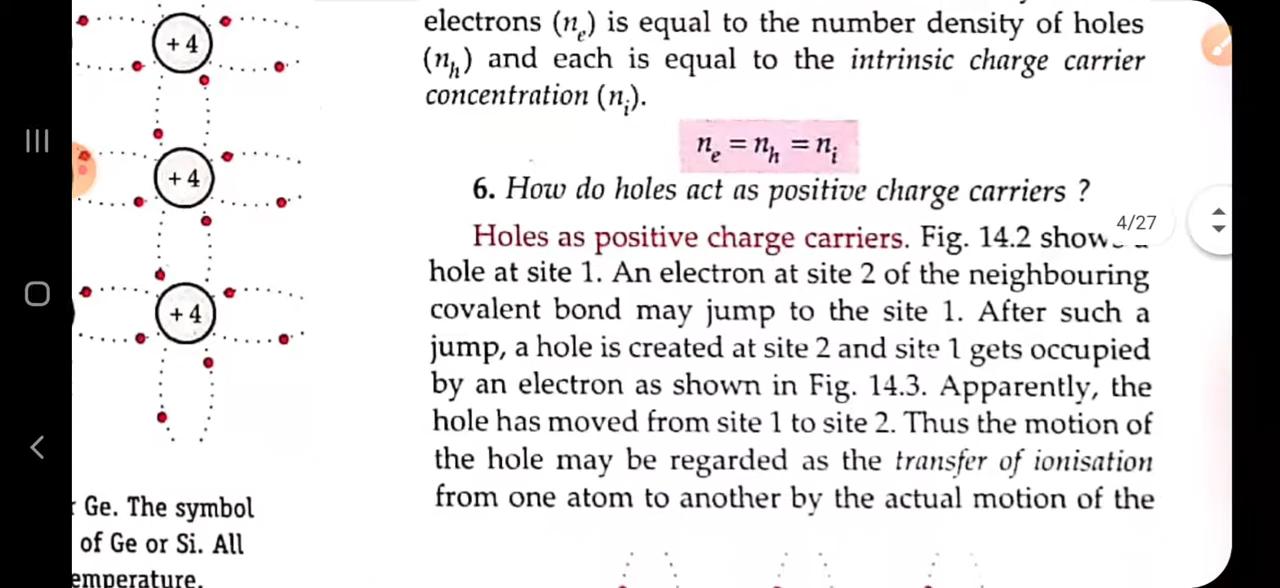 +4
+4
+4
Ge. The symbol
of Ge or Si. All
emperature.
electrons (nₑ) is equal to the number density of holes
(nₕ) and each is equal to the intrinsic charge carrier
concentration (nᵢ).
nₑ = nₕ = nᵢ
6. How do holes act as positive charge carriers ?
Holes as positive charge carriers. Fig. 14.2 shows a
hole at site 1. An electron at site 2 of the neighbouring
covalent bond may jump to the site 1. After such a
jump, a hole is created at site 2 and site 1 gets occupied
by an electron as shown in Fig. 14.3. Apparently, the
hole has moved from site 1 to site 2. Thus the motion of
the hole may be regarded as the transfer of ionisation
from one atom to another by the actual motion of the
4/27